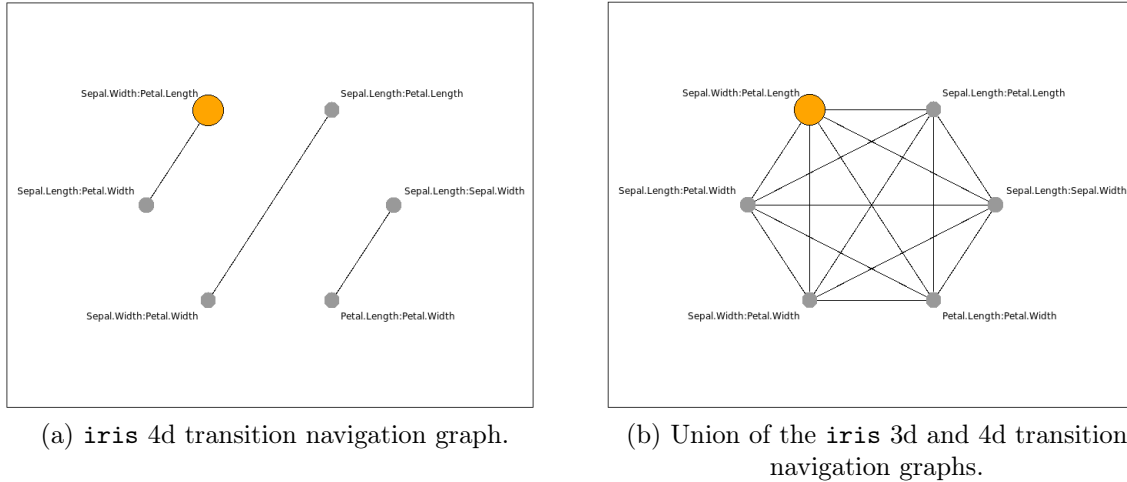 Sepal.Width:Petal.Length
Sepal.Length:Petal.Length
Sepal.Length:Petal.Width
Sepal.Length:Sepal.Width
Sepal.Width:Petal.Width
Petal.Length:Petal.Width
(a) iris 4d transition navigation graph.
Sepal.Width:Petal.Length
Sepal.Length:Petal.Length
Sepal.Length:Petal.Width
Sepal.Length:Sepal.Width
Sepal.Width:Petal.Width
Petal.Length:Petal.Width
(b) Union of the iris 3d and 4d transition
navigation graphs.